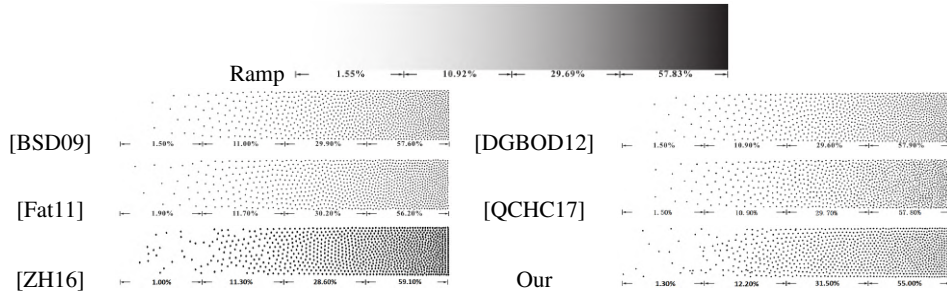 Ramp 1.55% 10.92% 29.69% 57.83%
[BSD09] 1.50% 11.00% 29.90% 57.60%
[DGBOD12] 1.50% 10.90% 29.60% 57.90%
[Fat11] 1.90% 11.70% 30.20% 56.20%
[QCHC17] 1.50% 10.90% 29.70% 57.80%
[ZH16] 1.00% 11.30% 28.60% 59.10%
Our 1.30% 12.20% 31.50% 55.00%